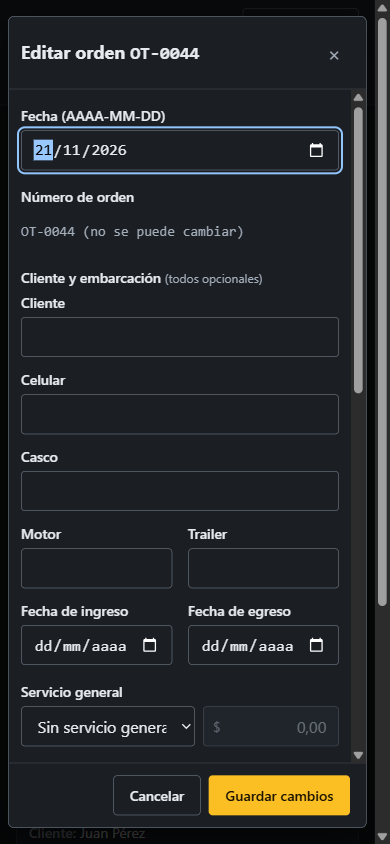 Editar orden OT-0044
×
Fecha (AAAA-MM-DD)
21/11/2026
Número de orden
OT-0044 (no se puede cambiar)
Cliente y embarcación (todos opcionales)
Cliente
Celular
Casco
Motor Trailer
Fecha de ingreso Fecha de egreso
dd/mm/aaaa dd/mm/aaaa
Servicio general
Sin servicio genera $ 0,00
Cancelar Guardar cambios
Cliente: Juan Pérez